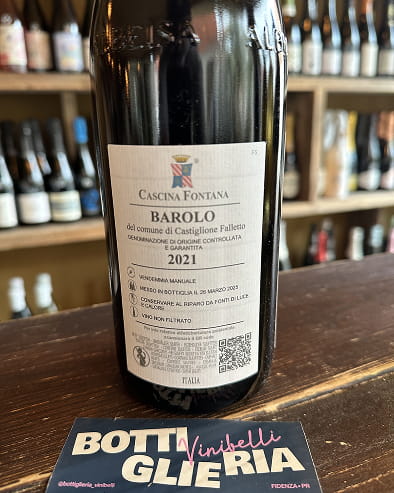 FS
CASCINA FONTANA
BAROLO
del comune di Castiglione Falletto
DENOMINAZIONE DI ORIGINE CONTROLLATA
E GARANTITA
2021
VENDEMMIA MANUALE
MESSO IN BOTTIGLIA IL 26 MARZO 2025
CONSERVARE AL RIPARO DA FONTI DI LUCE
E CALORE
VINO NON FILTRATO
ITALIA
BOTTI
Vinibelli
GLIERIA
@bottiglieria_vinibelli
FIDENZA•PR